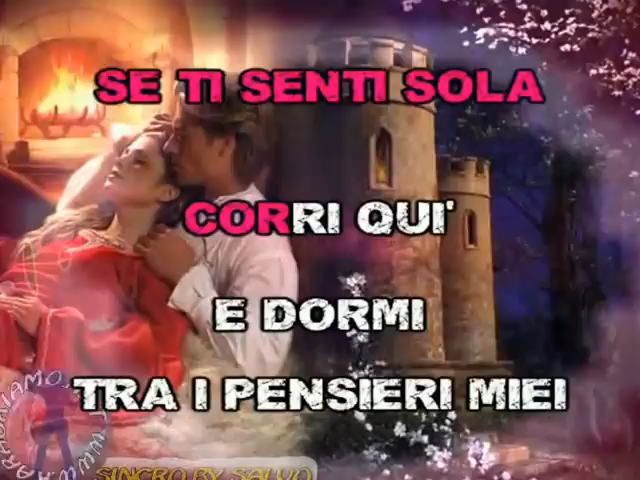 SE TI SENTI SOLA
CORRI QUI'
E DORMI
TRA I PENSIERI MIEI
SINCRO BY SALVO